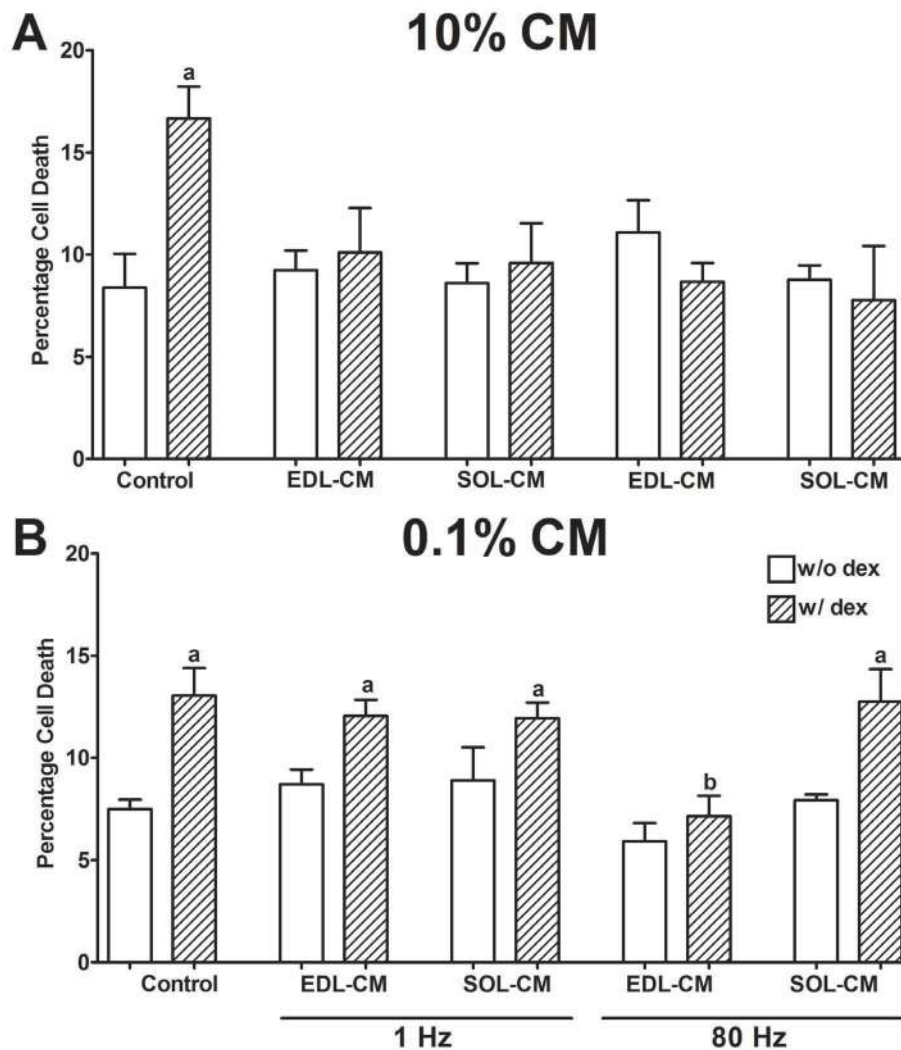 A 10% CM
20
a
15
10
5
0
Percentage Cell Death
Control EDL-CM SOL-CM EDL-CM SOL-CM
B 0.1% CM
20
w/o dex
w/ dex
15
a a a a
10
b
5
0
Percentage Cell Death
Control EDL-CM SOL-CM EDL-CM SOL-CM
1 Hz 80 Hz